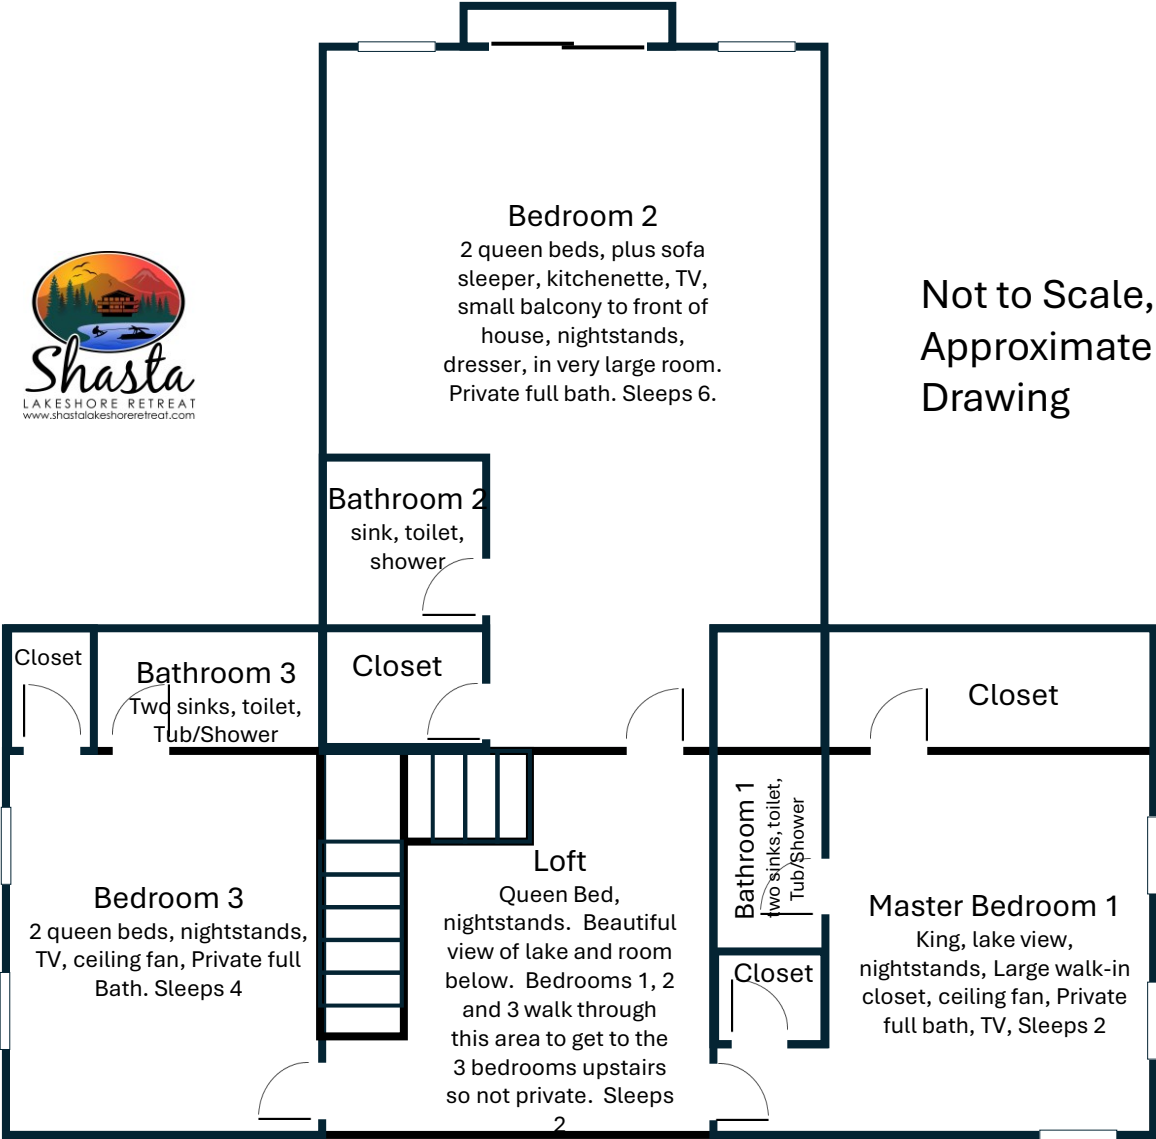 Bedroom 2
2 queen beds, plus sofa
sleeper, kitchenette, TV,
small balcony to front of
house, nightstands,
dresser, in very large room.
Private full bath. Sleeps 6.
Shasta
LAKESHORE RETREAT
www.shastalakeshoreretreat.com
Not to Scale,
Approximate
Drawing
Bathroom 2
sink, toilet,
shower
Closet
Bathroom 3
Two sinks, toilet,
Tub/Shower
Closet
Closet
Bathroom 1
two sinks, toilet,
Tub/Shower
Closet
Bedroom 3
2 queen beds, nightstands,
TV, ceiling fan, Private full
Bath. Sleeps 4
Loft
Queen Bed,
nightstands. Beautiful
view of lake and room
below. Bedrooms 1, 2
and 3 walk through
this area to get to the
3 bedrooms upstairs
so not private. Sleeps
2
Master Bedroom 1
King, lake view,
nightstands, Large walk-in
closet, ceiling fan, Private
full bath, TV, Sleeps 2